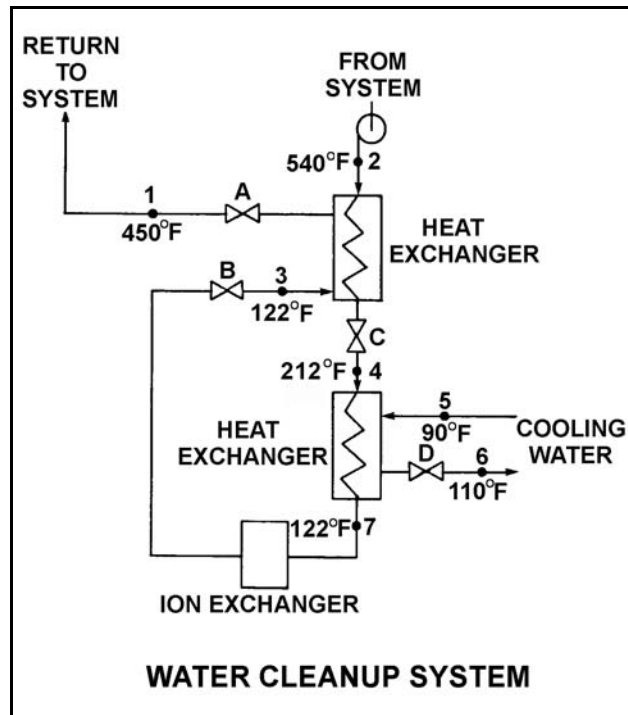 RETURN
TO
SYSTEM
FROM
SYSTEM
540°F 2
1
A
450°F
HEAT
EXCHANGER
B
3
122°F
C
212°F 4
5
HEAT
EXCHANGER
90°F
COOLING
WATER
D
6
110°F
122°F 7
ION EXCHANGER
WATER CLEANUP SYSTEM